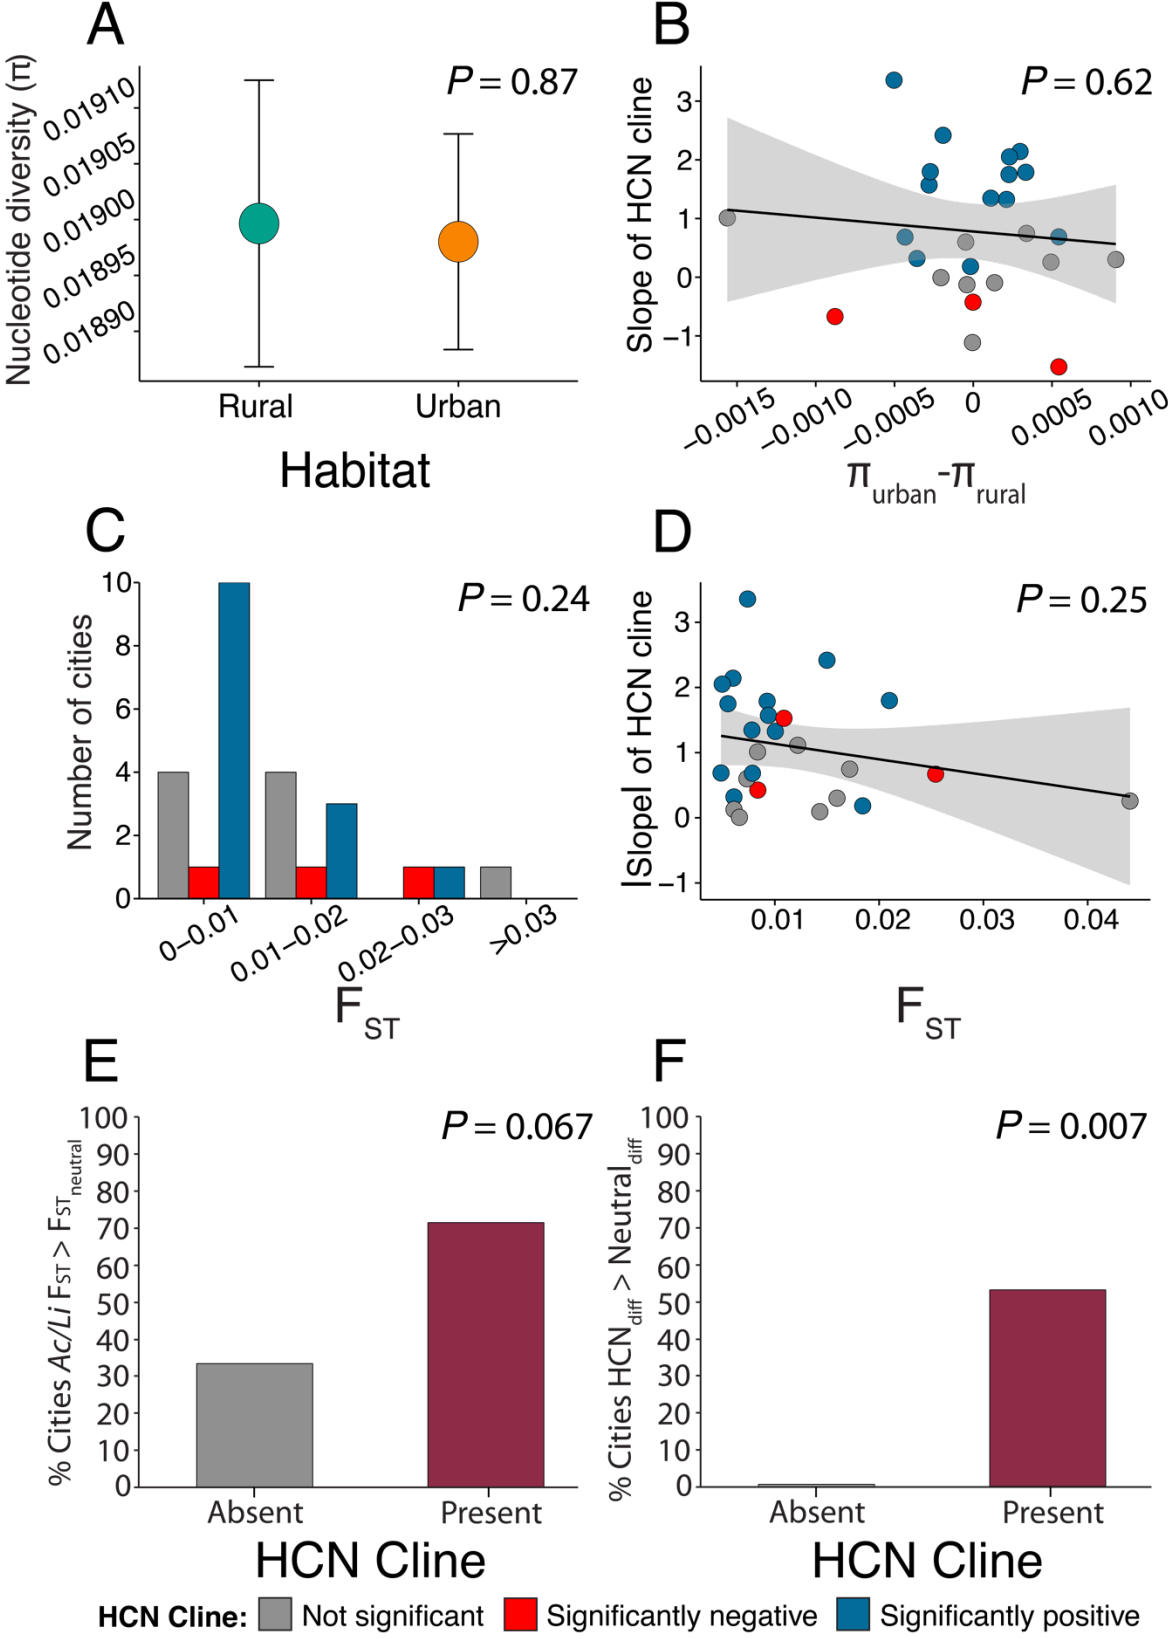 A
Nucleotide diversity (π)
0.01910
0.01905
0.01900
0.01895
0.01890
P = 0.87
Rural
Urban
Habitat
B
Slope of HCN cline
3
2
1
0
−1
P = 0.62
−0.0015
−0.0010
−0.0005
0
0.0005
0.0010
πurban-πrural
C
Number of cities
10
8
6
4
2
0
P = 0.24
0−0.01
0.01−0.02
0.02−0.03
>0.03
FST
D
|Slope| of HCN cline
3
2
1
0
−1
P = 0.25
0.01
0.02
0.03
0.04
FST
E
% Cities Ac/Li FST > FSTneutral
100
90
80
70
60
50
40
30
20
10
0
P = 0.067
Absent
Present
HCN Cline
F
% Cities HCNdiff > Neutraldiff
100
90
80
70
60
50
40
30
20
10
0
P = 0.007
Absent
Present
HCN Cline
HCN Cline: Not significant Significantly negative Significantly positive